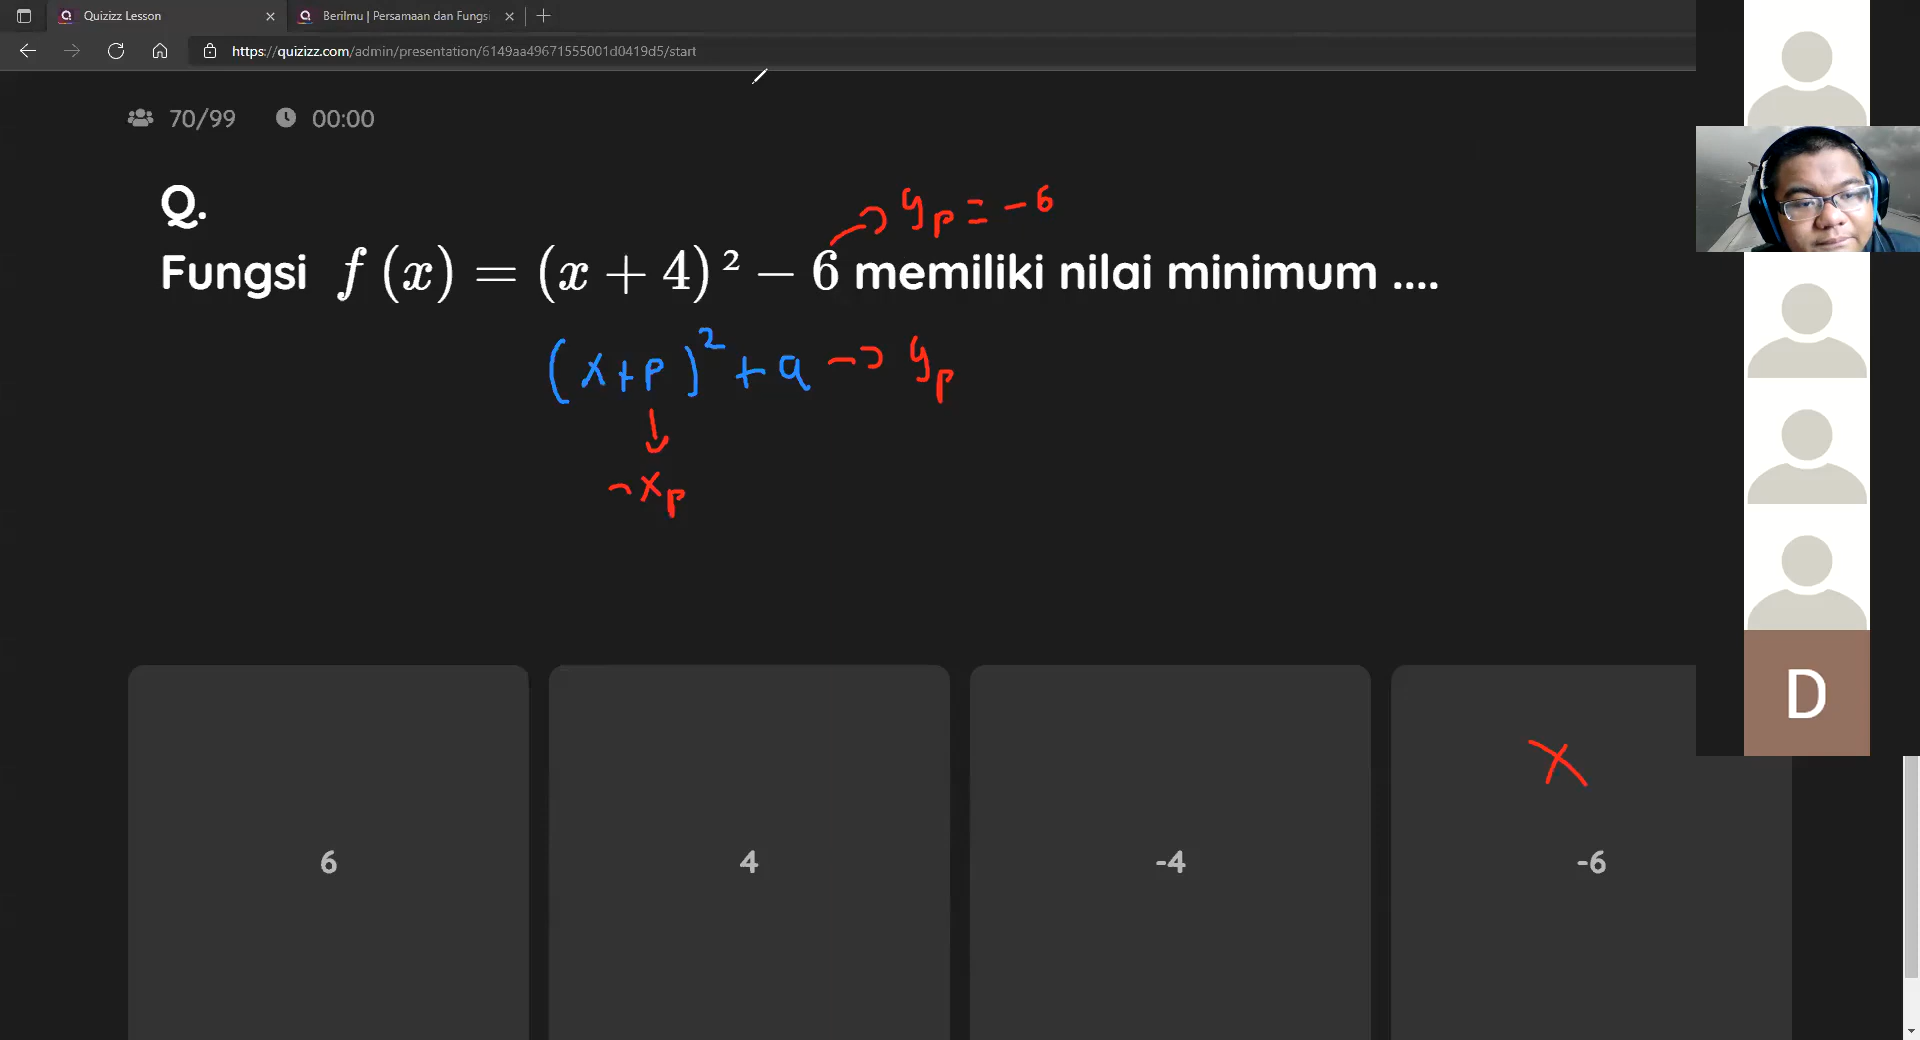 Quizizz Lesson
Berilmu | Persamaan dan Fungsi
https://quizizz.com/admin/presentation/6149aa49671555001d0419d5/start
70/99 00:00
Q.
yp = -6
Fungsi f (x) = (x + 4)² − 6 memiliki nilai minimum ....
(x+p)² + q → yp
-xp
x
6
4
-4
-6
D